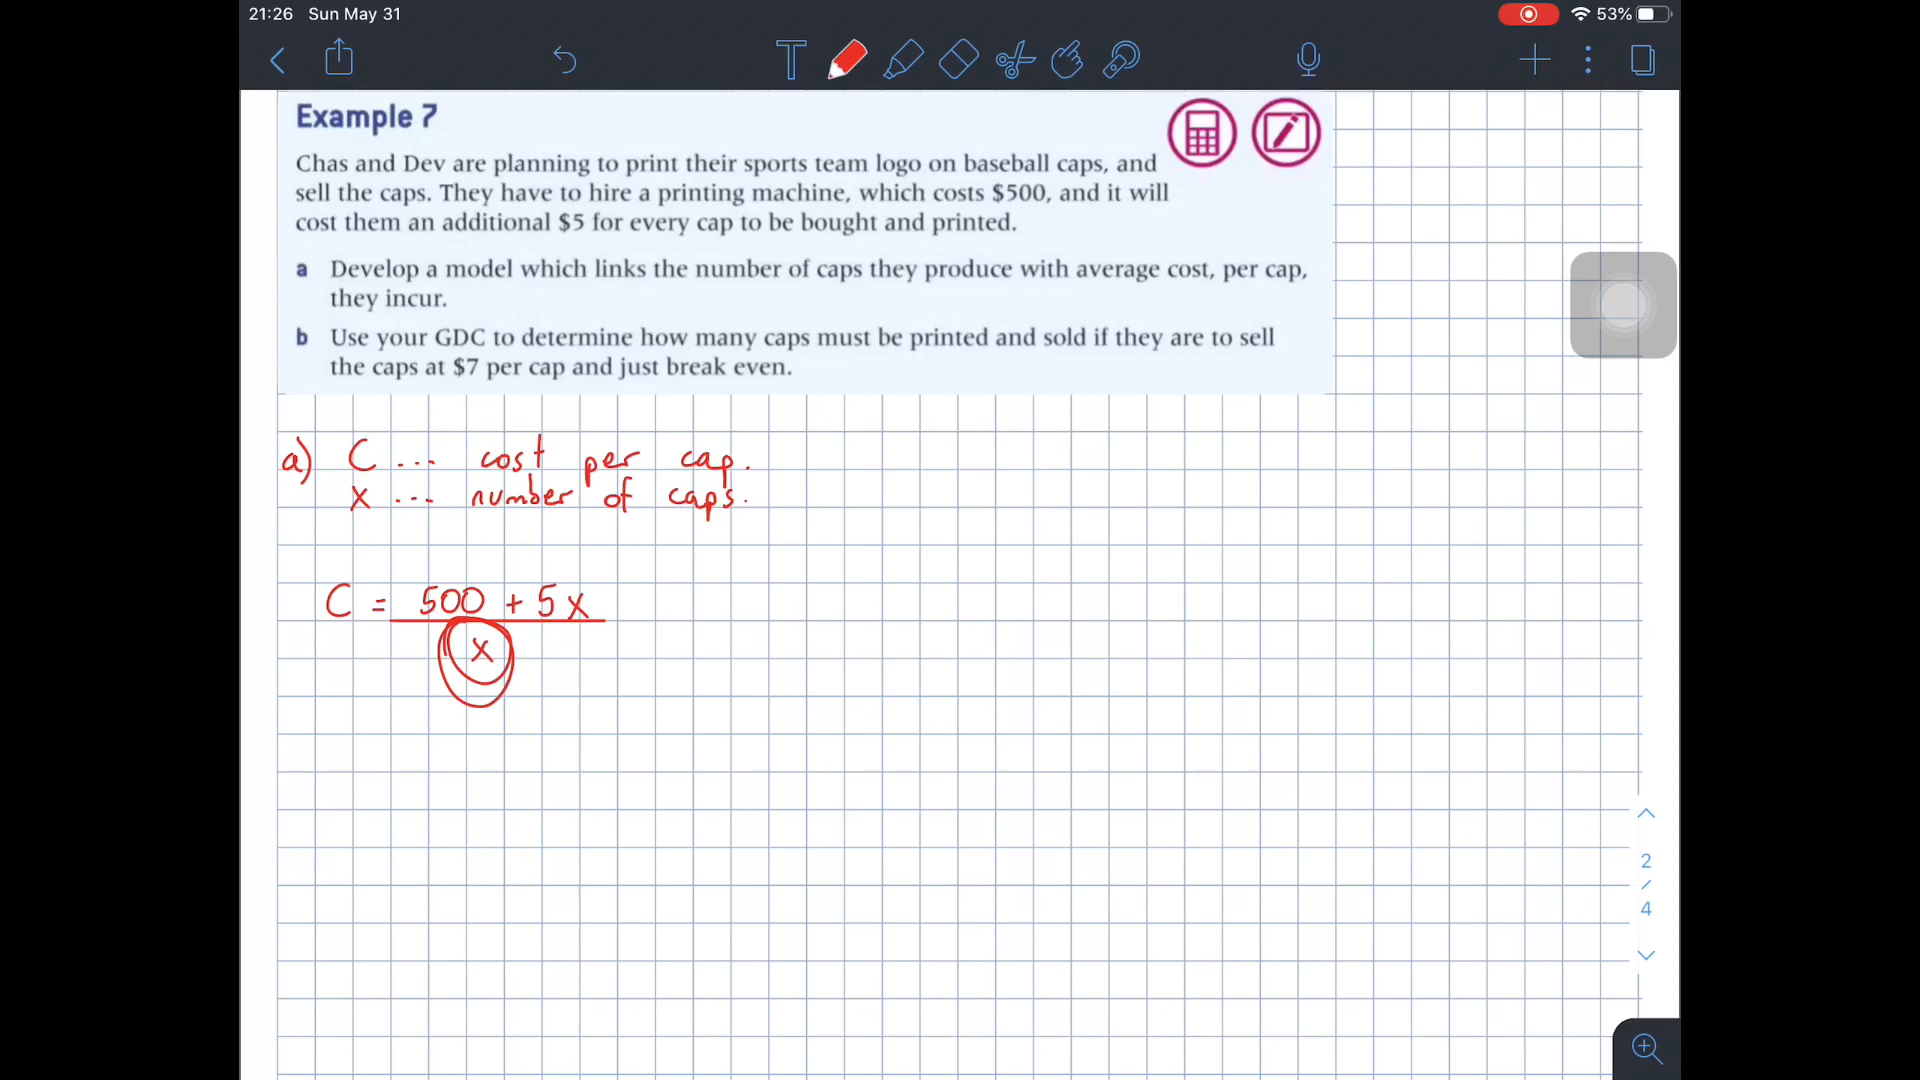 21:26 Sun May 31
53%
T
Example 7
Chas and Dev are planning to print their sports team logo on baseball caps, and
sell the caps. They have to hire a printing machine, which costs $500, and it will
cost them an additional $5 for every cap to be bought and printed.
a Develop a model which links the number of caps they produce with average cost, per cap,
they incur.
b Use your GDC to determine how many caps must be printed and sold if they are to sell
the caps at $7 per cap and just break even.
a) C ... cost per cap.
x ... number of caps.
C = 500 + 5x
x
2
/
4